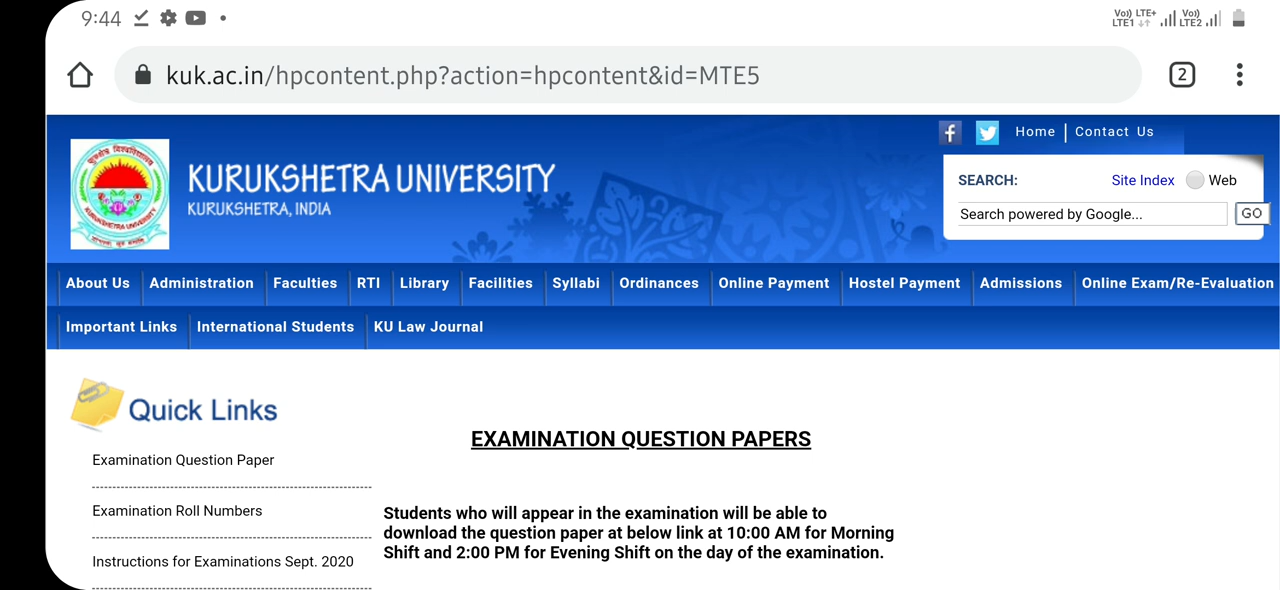 9:44
Vo)) LTE+
LTE1
Vo))
LTE2
kuk.ac.in/hpcontent.php?action=hpcontent&id=MTE5
2
Home | Contact Us
KURUKSHETRA UNIVERSITY
KURUKSHETRA, INDIA
SEARCH: Site Index Web
Search powered by Google... GO
About Us Administration Faculties RTI Library Facilities Syllabi Ordinances Online Payment Hostel Payment Admissions Online Exam/Re-Evaluation
Important Links International Students KU Law Journal
Quick Links
EXAMINATION QUESTION PAPERS
Examination Question Paper
Examination Roll Numbers
Instructions for Examinations Sept. 2020
Students who will appear in the examination will be able to
download the question paper at below link at 10:00 AM for Morning
Shift and 2:00 PM for Evening Shift on the day of the examination.